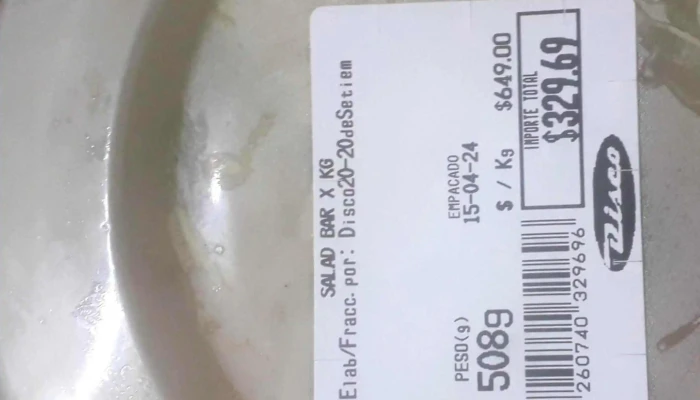 SALAD BAR X KG
Elab/Fracc. por: Disco20-20deSetiem
EMPACADO
15-04-24
PESO(g)
508g
$ / Kg $649.00
IMPORTE TOTAL
$329.69
260740 329696
Disco